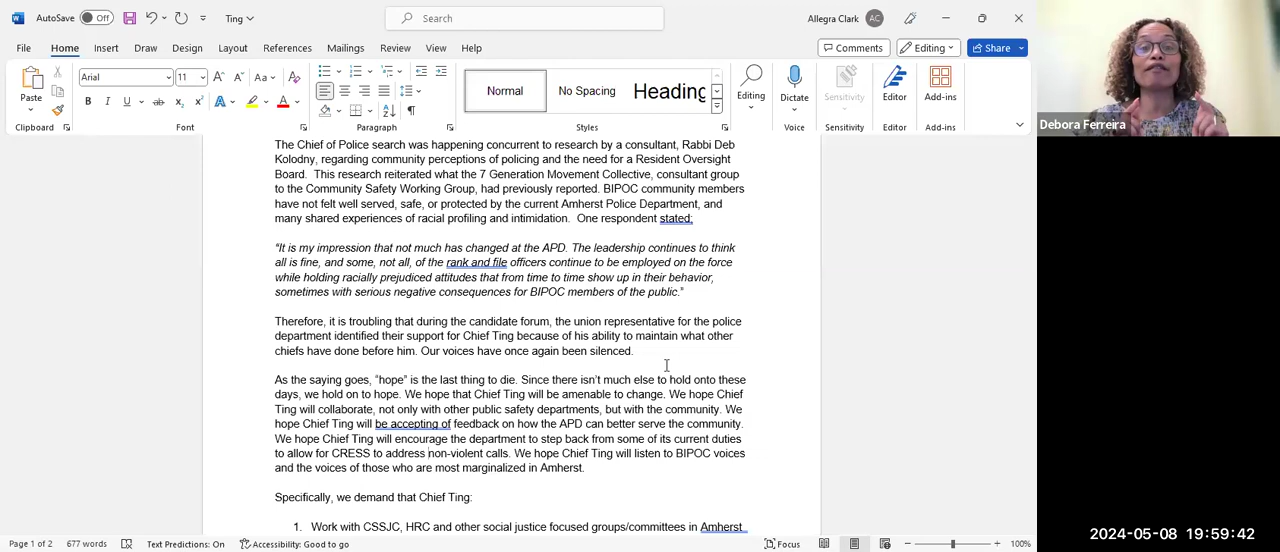 AutoSave Off Ting Search Allegra Clark AC
File Home Insert Draw Design Layout References Mailings Review View Help Comments Editing Share
Arial 11 Aa
Paste B I U ab x₂ x² A A Normal No Spacing Heading Editing Dictate Sensitivity Editor Add-ins
Clipboard Font Paragraph Styles Voice Sensitivity Editor Add-ins
Debora Ferreira
The Chief of Police search was happening concurrent to research by a consultant, Rabbi Deb
Kolodny, regarding community perceptions of policing and the need for a Resident Oversight
Board. This research reiterated what the 7 Generation Movement Collective, consultant group
to the Community Safety Working Group, had previously reported. BIPOC community members
have not felt well served, safe, or protected by the current Amherst Police Department, and
many shared experiences of racial profiling and intimidation. One respondent stated;
“It is my impression that not much has changed at the APD. The leadership continues to think
all is fine, and some, not all, of the rank and file officers continue to be employed on the force
while holding racially prejudiced attitudes that from time to time show up in their behavior,
sometimes with serious negative consequences for BIPOC members of the public.”
Therefore, it is troubling that during the candidate forum, the union representative for the police
department identified their support for Chief Ting because of his ability to maintain what other
chiefs have done before him. Our voices have once again been silenced.
As the saying goes, “hope” is the last thing to die. Since there isn’t much else to hold onto these
days, we hold on to hope. We hope that Chief Ting will be amenable to change. We hope Chief
Ting will collaborate, not only with other public safety departments, but with the community. We
hope Chief Ting will be accepting of feedback on how the APD can better serve the community.
We hope Chief Ting will encourage the department to step back from some of its current duties
to allow for CRESS to address non-violent calls. We hope Chief Ting will listen to BIPOC voices
and the voices of those who are most marginalized in Amherst.
Specifically, we demand that Chief Ting:
1. Work with CSSJC, HRC and other social justice focused groups/committees in Amherst
Page 1 of 2 677 words Text Predictions: On Accessibility: Good to go Focus 100%
2024-05-08 19:59:42